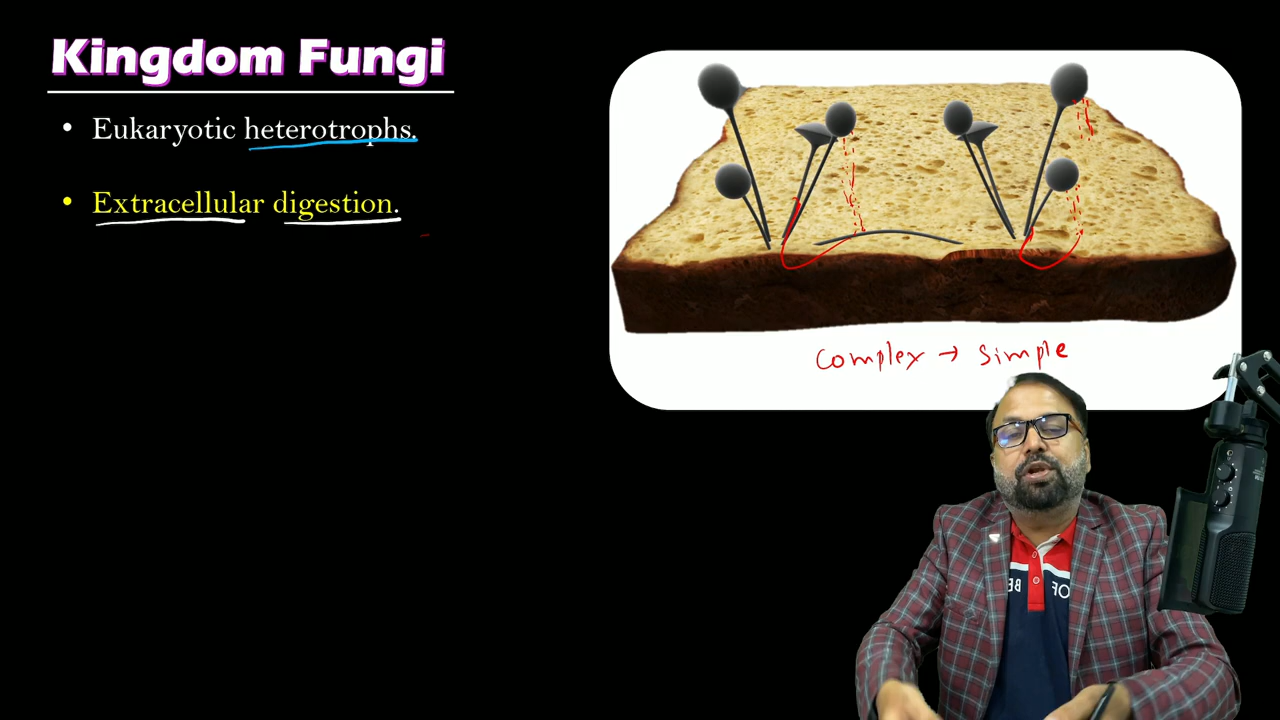 Kingdom Fungi
• Eukaryotic heterotrophs.
• Extracellular digestion.
Complex → Simple